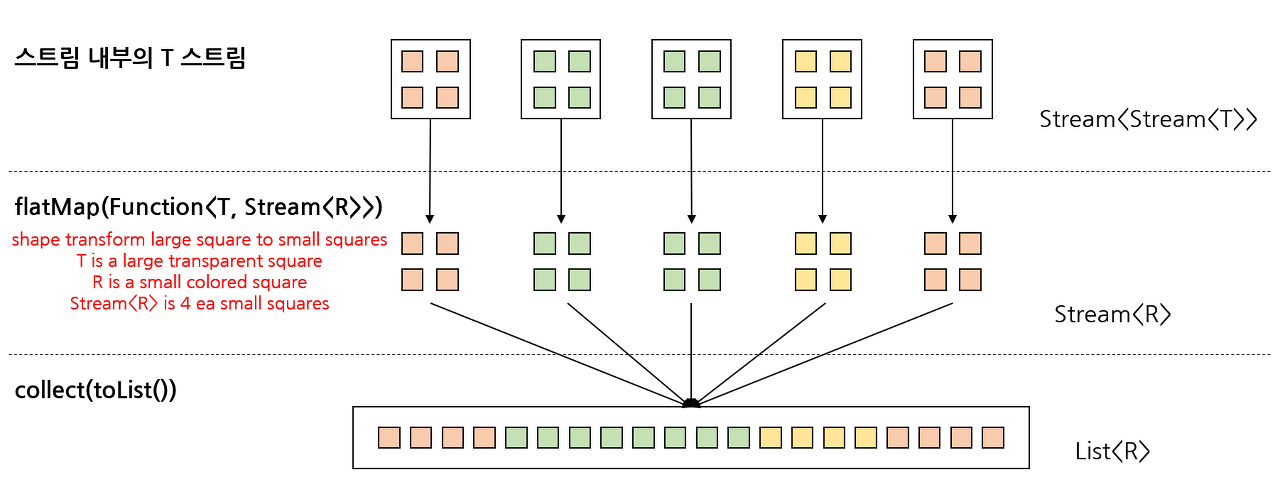 스트림 내부의 T 스트림
Stream<Stream<T>>
flatMap(Function<T, Stream<R>>)
shape transform large square to small squares
T is a large transparent square
R is a small colored square
Stream<R> is 4 ea small squares
Stream<R>
collect(toList())
List<R>